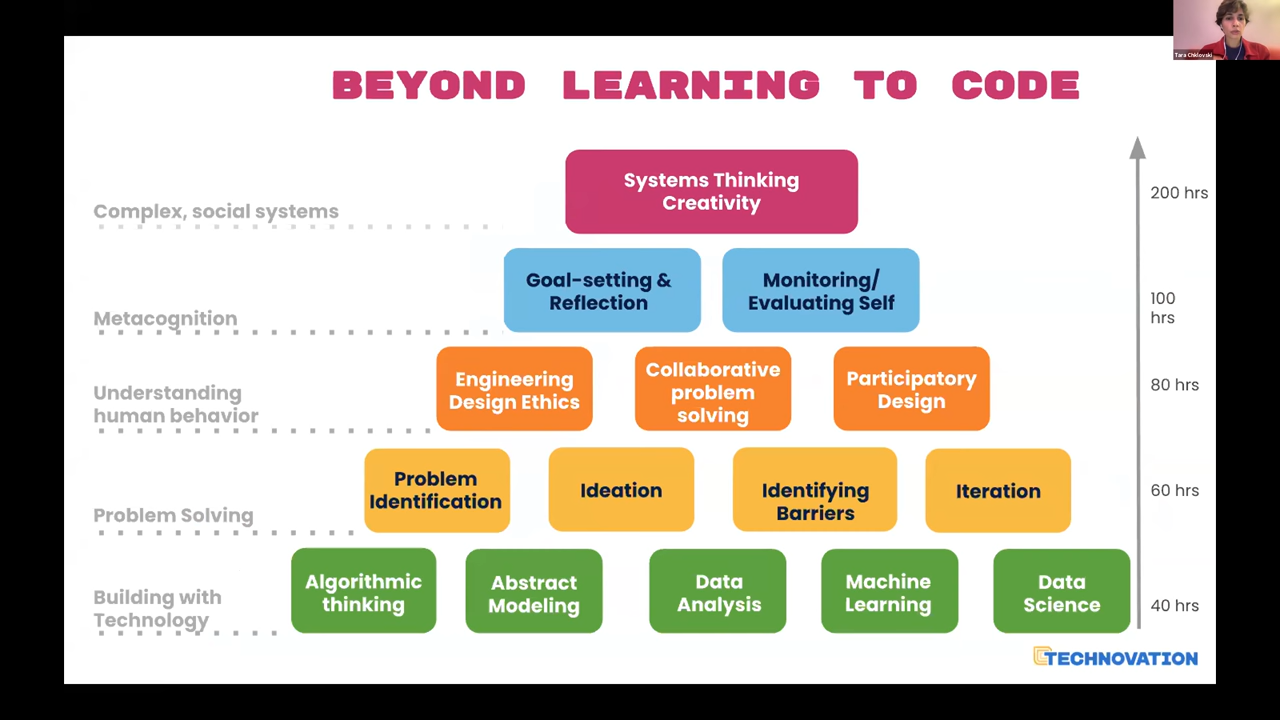 Tara Chklovski
BEYOND LEARNING TO CODE
Systems Thinking
Creativity
200 hrs
Complex, social systems
Goal-setting &
Reflection
Monitoring/
Evaluating Self
100
hrs
Metacognition
Engineering
Design Ethics
Collaborative
problem
solving
Participatory
Design
80 hrs
Understanding
human behavior
Problem
Identification
Ideation
Identifying
Barriers
Iteration
60 hrs
Problem Solving
Algorithmic
thinking
Abstract
Modeling
Data
Analysis
Machine
Learning
Data
Science
40 hrs
Building with
Technology
TECHNOVATION